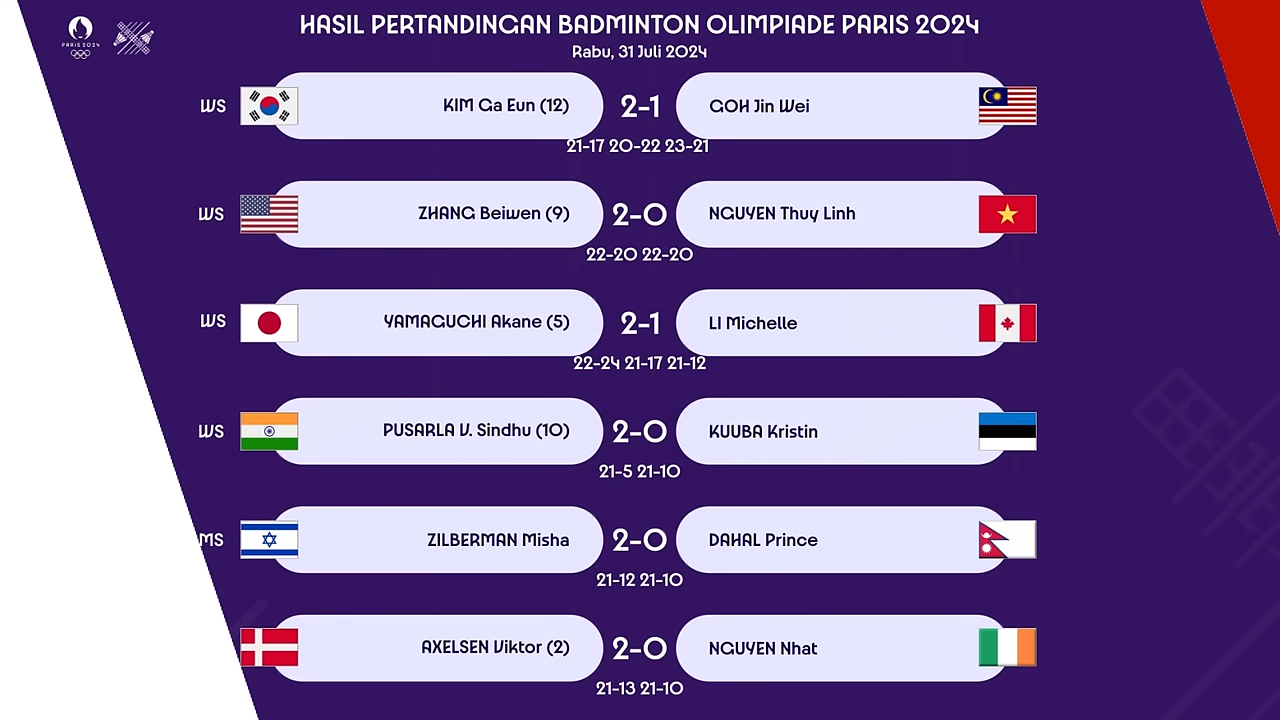 HASIL PERTANDINGAN BADMINTON OLIMPIADE PARIS 2024
Rabu, 31 Juli 2024
PARIS 2024
WS KIM Ga Eun (12) 2-1 GOH Jin Wei
21-17 20-22 23-21
WS ZHANG Beiwen (9) 2-0 NGUYEN Thuy Linh
22-20 22-20
WS YAMAGUCHI Akane (5) 2-1 LI Michelle
22-24 21-17 21-12
WS PUSARLA V. Sindhu (10) 2-0 KUUBA Kristin
21-5 21-10
MS ZILBERMAN Misha 2-0 DAHAL Prince
21-12 21-10
AXELSEN Viktor (2) 2-0 NGUYEN Nhat
21-13 21-10